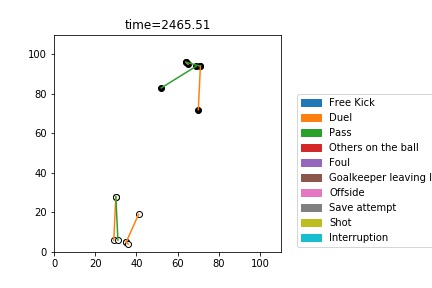 time=2465.51
100
80
60
40
20
0
0 20 40 60 80 100
Free Kick
Duel
Pass
Others on the ball
Foul
Goalkeeper leaving l
Offside
Save attempt
Shot
Interruption